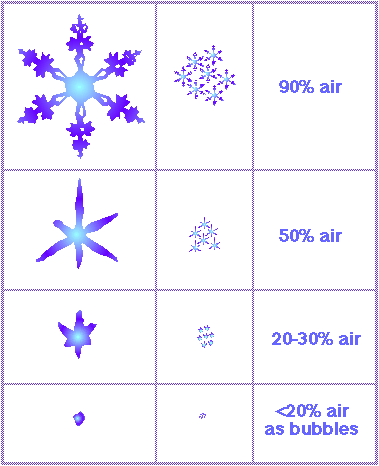 90% air
50% air
20-30% air
<20% air
as bubbles